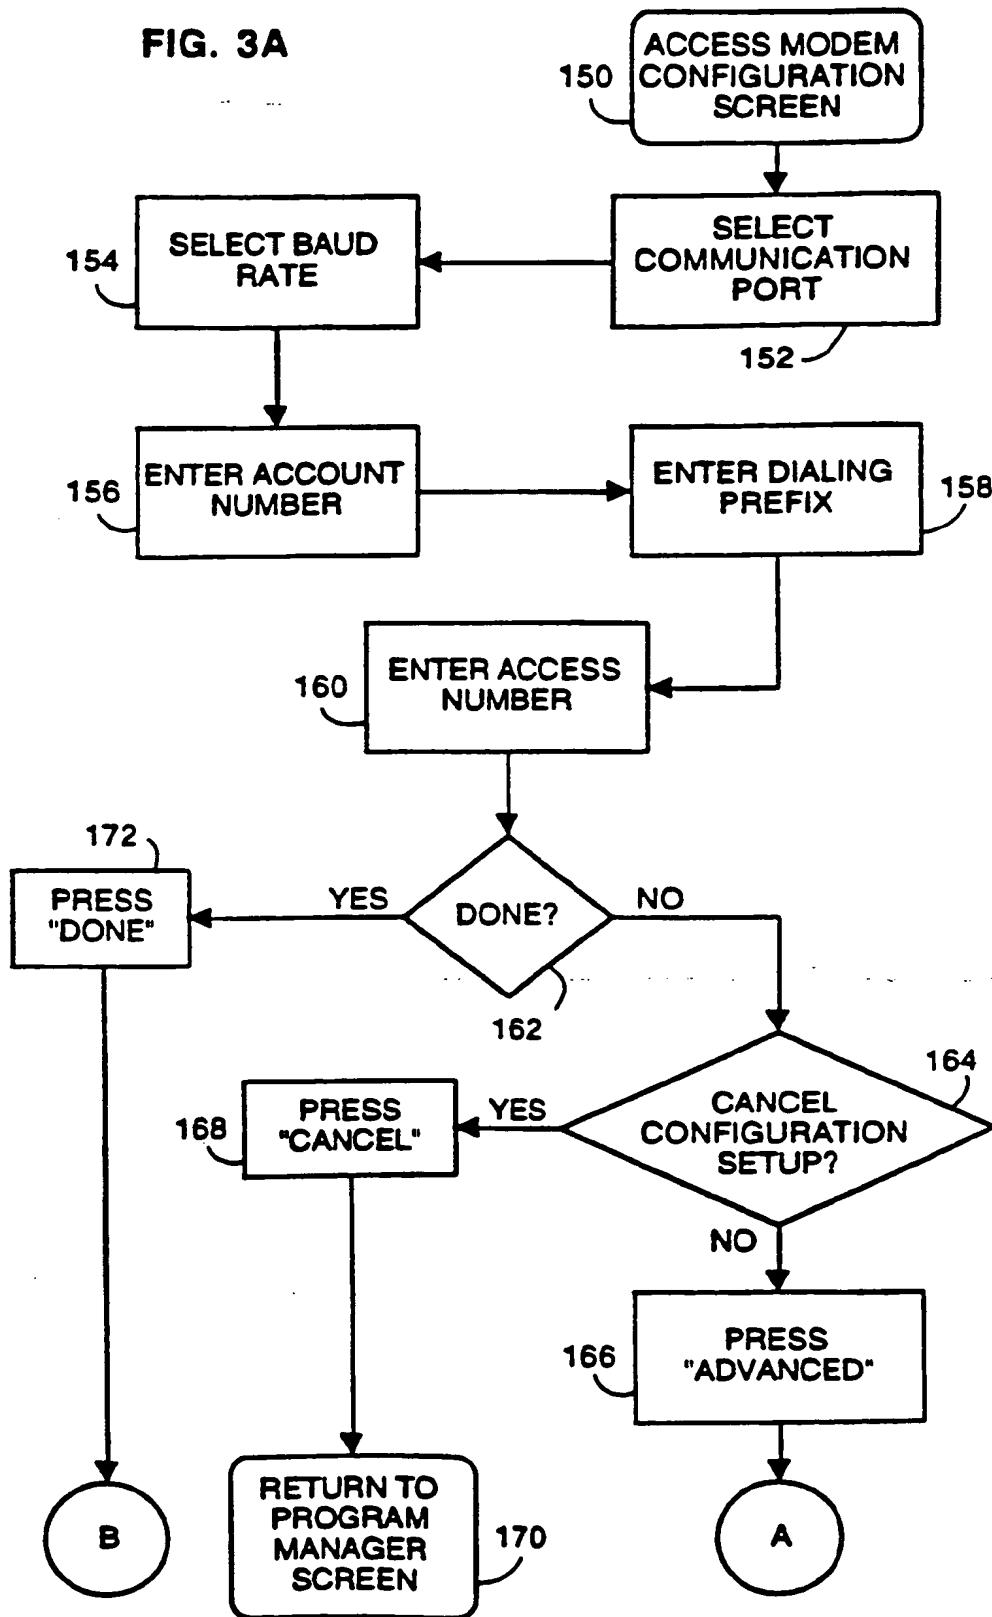 FIG. 3A
ACCESS MODEM
CONFIGURATION
SCREEN
150
SELECT
COMMUNICATION
PORT
152
SELECT BAUD
RATE
154
ENTER ACCOUNT
NUMBER
156
ENTER DIALING
PREFIX
158
ENTER ACCESS
NUMBER
160
DONE?
162
YES
NO
172
PRESS
"DONE"
164
CANCEL
CONFIGURATION
SETUP?
YES
NO
168
PRESS
"CANCEL"
166
PRESS
"ADVANCED"
B
RETURN TO
PROGRAM
MANAGER
SCREEN
170
A